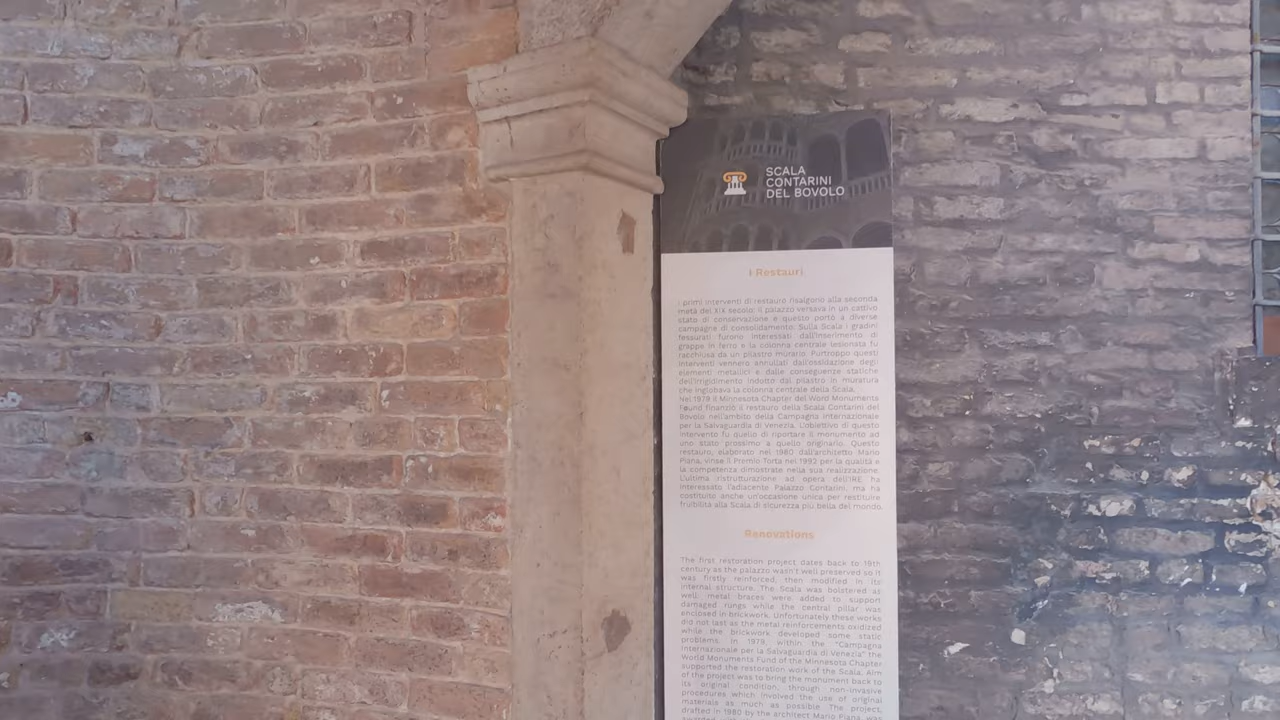 SCALA
CONTARINI
DEL BOVOLO
I Restauri
I primi interventi di restauro risalgono alla seconda
metà del XIX secolo: il palazzo versava in un cattivo
stato di conservazione e questo portò a diverse
campagne di consolidamento. Sulla Scala i gradini
fessurati furono interessati dall'inserimento di
grappe in ferro e la colonna centrale lesionata fu
racchiusa da un pilastro murario. Purtroppo questi
interventi vennero annullati dall'ossidazione degli
elementi metallici e dalle conseguenze statiche
dell'irrigidimento indotto dal pilastro in muratura
che inglobava la colonna centrale della Scala.
Nel 1979 il Minnesota Chapter del Word Monuments
Found finanziò il restauro della Scala Contarini del
Bovolo nell'ambito della Campagna Internazionale
per la Salvaguardia di Venezia. L'obiettivo di questo
intervento fu quello di riportare il monumento ad
uno stato prossimo a quello originario. Questo
restauro, elaborato nel 1980 dall'architetto Mario
Piana, vinse il Premio Torta nel 1992 per la qualità e
la competenza dimostrate nella sua realizzazione.
L'ultima ristrutturazione ad opera dell'IRE ha
interessato l'adiacente Palazzo Contarini, ma ha
costituito anche un'occasione unica per restituire
fruibilità alla Scala di sicurezza più bella del mondo.
Renovations
The first restoration project dates back to 19th
century as the palazzo wasn't well preserved so it
was firstly reinforced, then modified in its
internal structure. The Scala was bolstered as
well: metal braces were added to support
damaged rungs while the central pillar was
enclosed in brickwork. Unfortunately these works
did not last as the metal reinforcements oxidized
while the brickwork developed some static
problems. In 1979, within the "Campagna
Internazionale per la Salvaguardia di Venezia" the
World Monuments Fund of the Minnesota Chapter
supported the restoration work of the Scala. Aim
of the project was to bring the monument back to
its original condition, through non-invasive
procedures which involved the use of original
materials as much as possible. The project,
drafted in 1980 by the architect Mario Piana, was